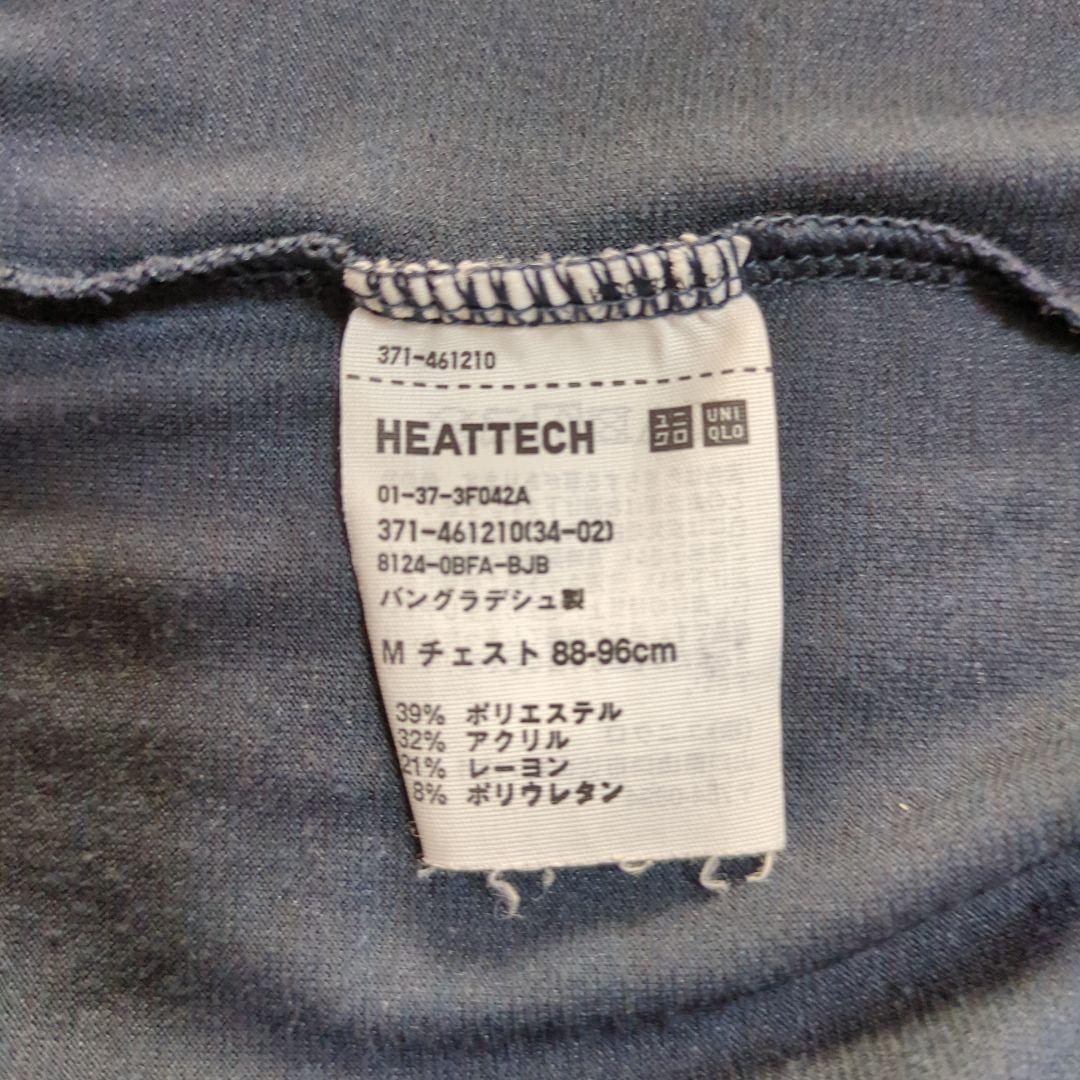 371-461210
HEATTECH ユニクロ UNIQLO
01-37-3F042A
371-461210(34-02)
8124-0BFA-BJB
バングラデシュ製
M チェスト 88-96cm
39% ポリエステル
32% アクリル
21% レーヨン
8% ポリウレタン